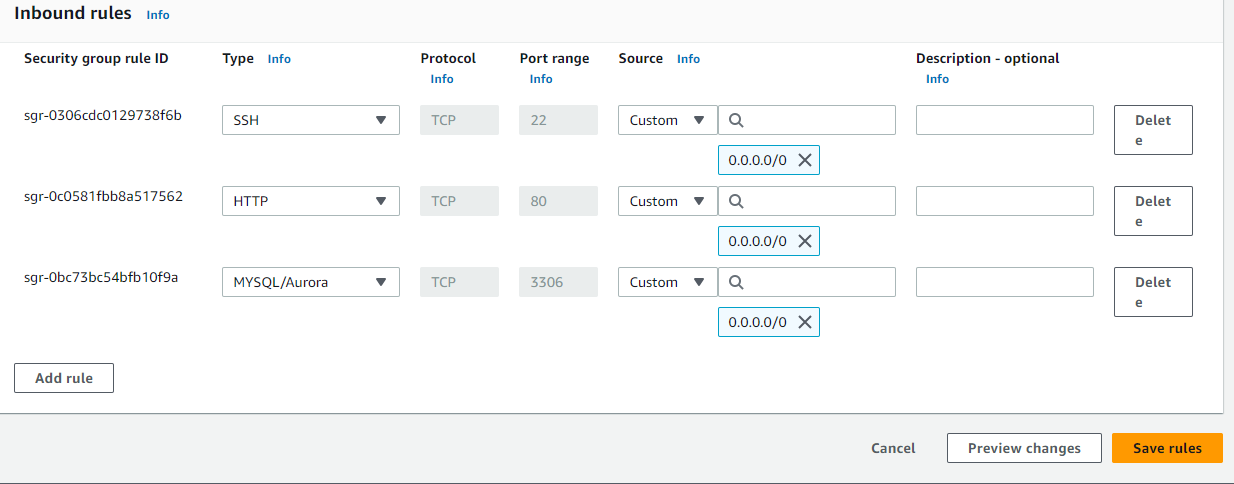 Inbound rules Info
Security group rule ID Type Info Protocol Info Port range Info Source Info Description - optional Info
sgr-0306cdc0129738f6b SSH TCP 22 Custom Delete
0.0.0.0/0
sgr-0c0581fbb8a517562 HTTP TCP 80 Custom Delete
0.0.0.0/0
sgr-0bc73bc54bfb10f9a MYSQL/Aurora TCP 3306 Custom Delete
0.0.0.0/0
Add rule
Cancel Preview changes Save rules